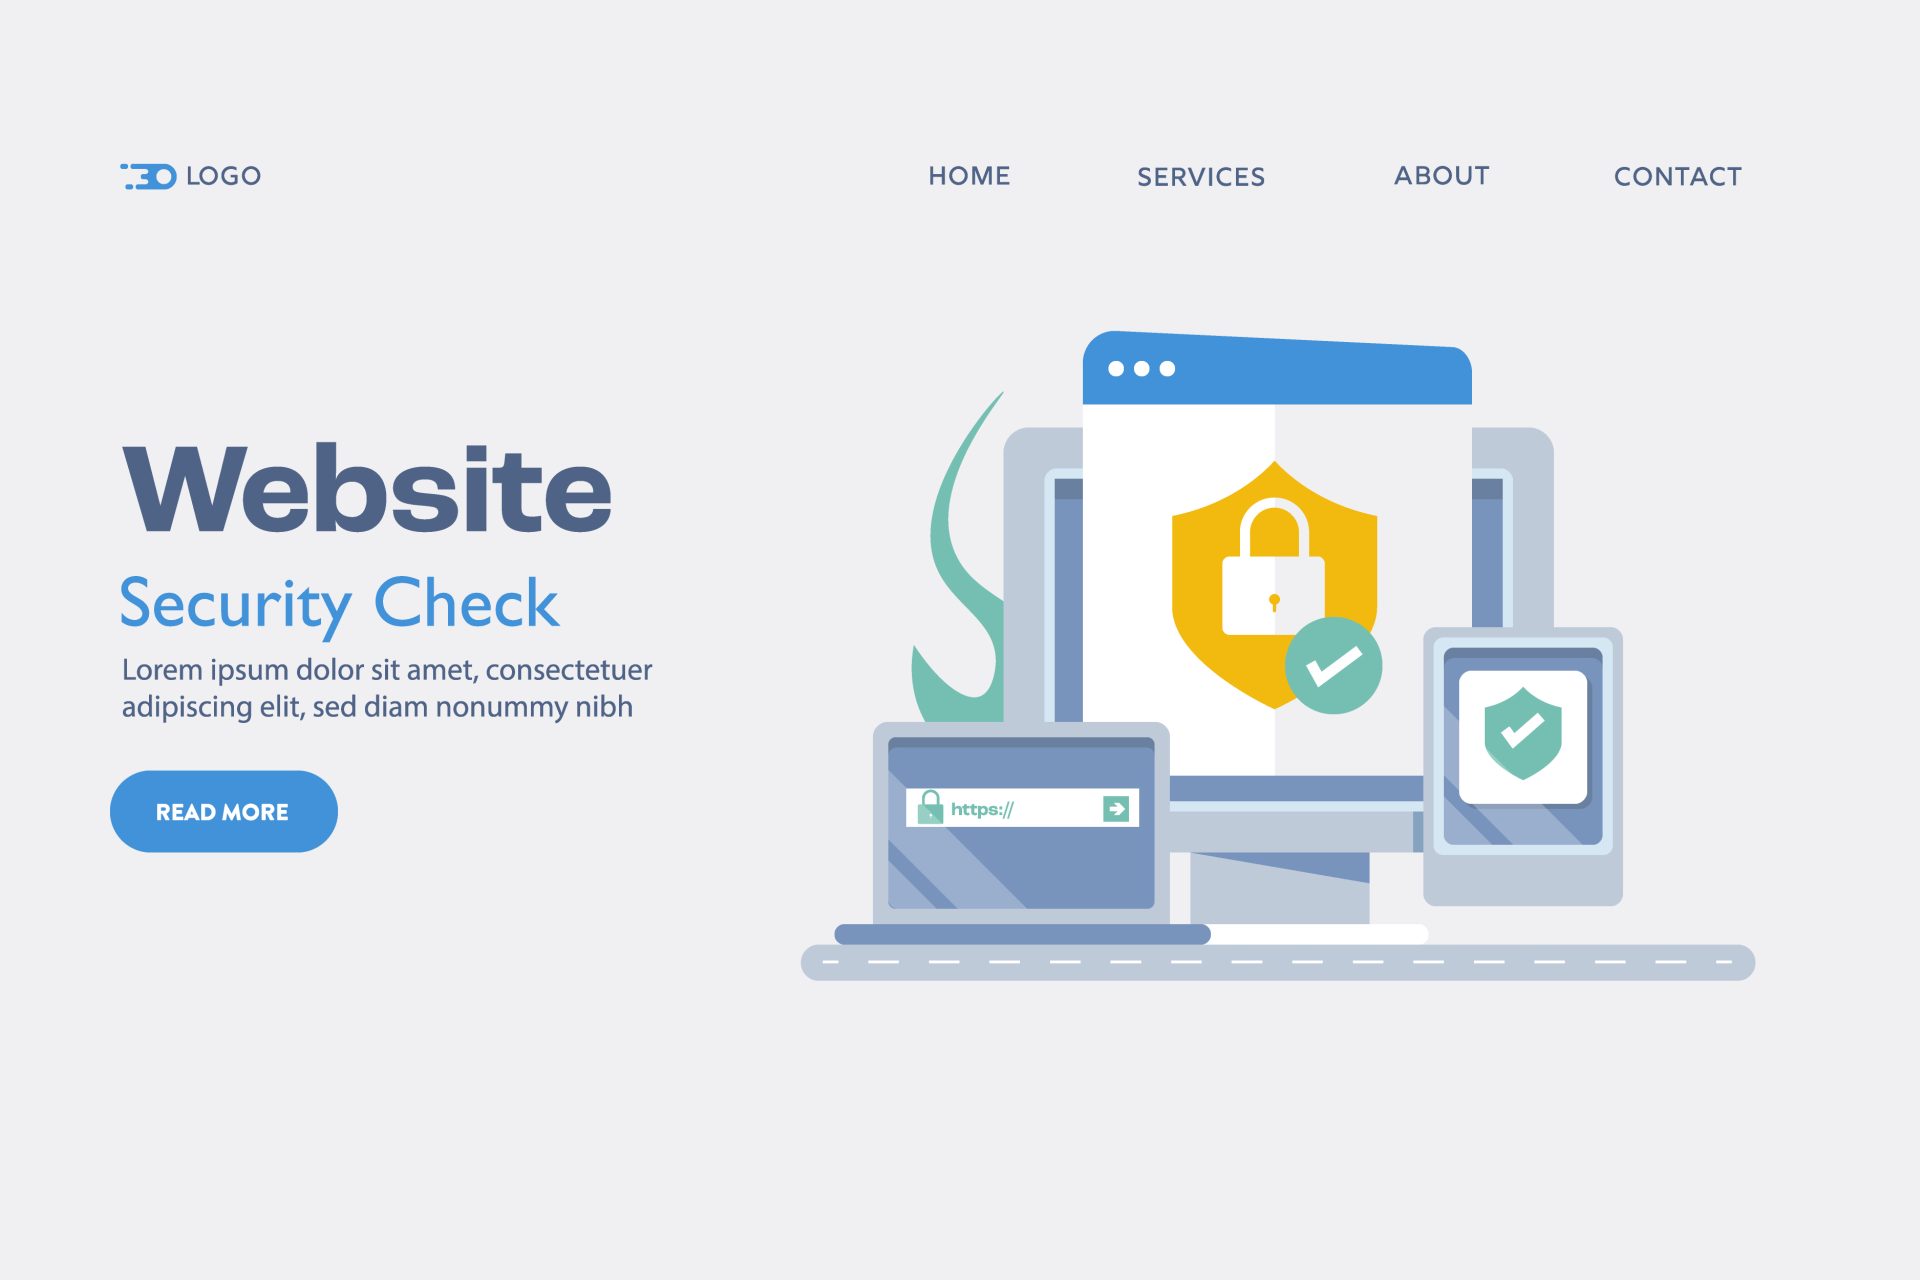 LOGO
HOME SERVICES ABOUT CONTACT
Website
Security Check
Lorem ipsum dolor sit amet, consectetuer
adipiscing elit, sed diam nonummy nibh
READ MORE
https://